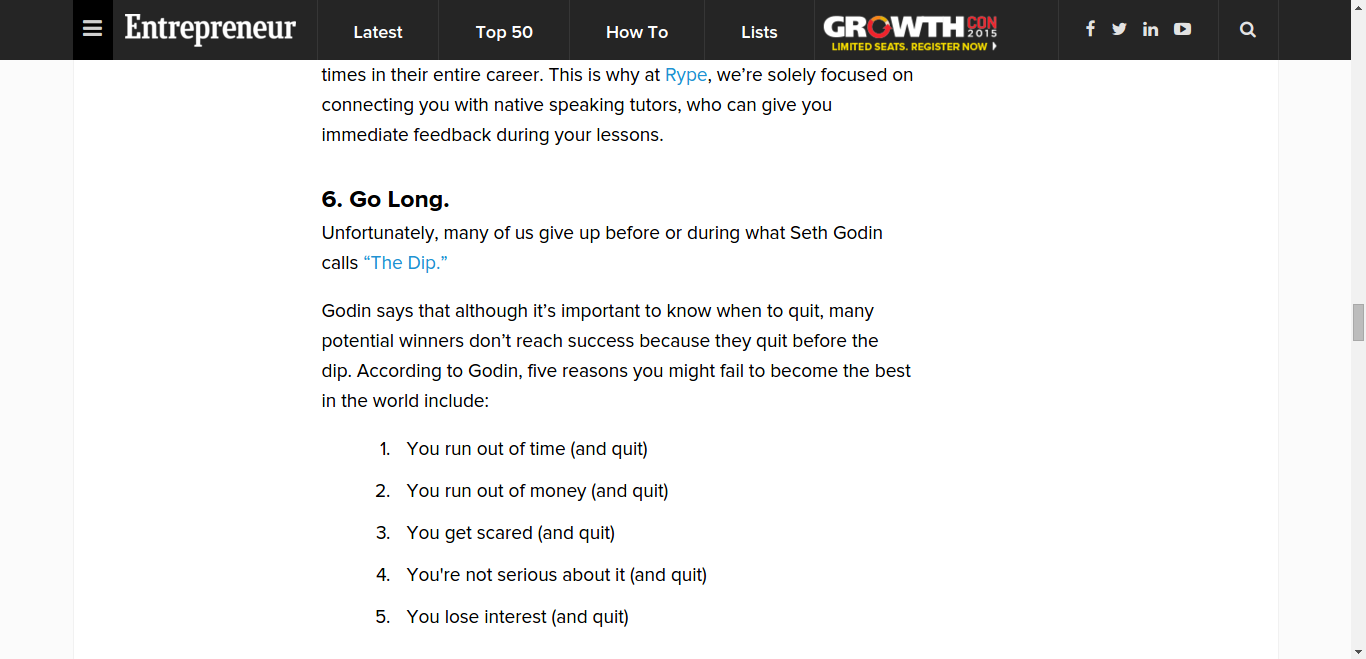 Entrepreneur
Latest
Top 50
How To
Lists
GROWTH CON 2015
LIMITED SEATS. REGISTER NOW
times in their entire career. This is why at Rype, we’re solely focused on
connecting you with native speaking tutors, who can give you
immediate feedback during your lessons.
6. Go Long.
Unfortunately, many of us give up before or during what Seth Godin
calls “The Dip.”
Godin says that although it’s important to know when to quit, many
potential winners don’t reach success because they quit before the
dip. According to Godin, five reasons you might fail to become the best
in the world include:
1. You run out of time (and quit)
2. You run out of money (and quit)
3. You get scared (and quit)
4. You're not serious about it (and quit)
5. You lose interest (and quit)